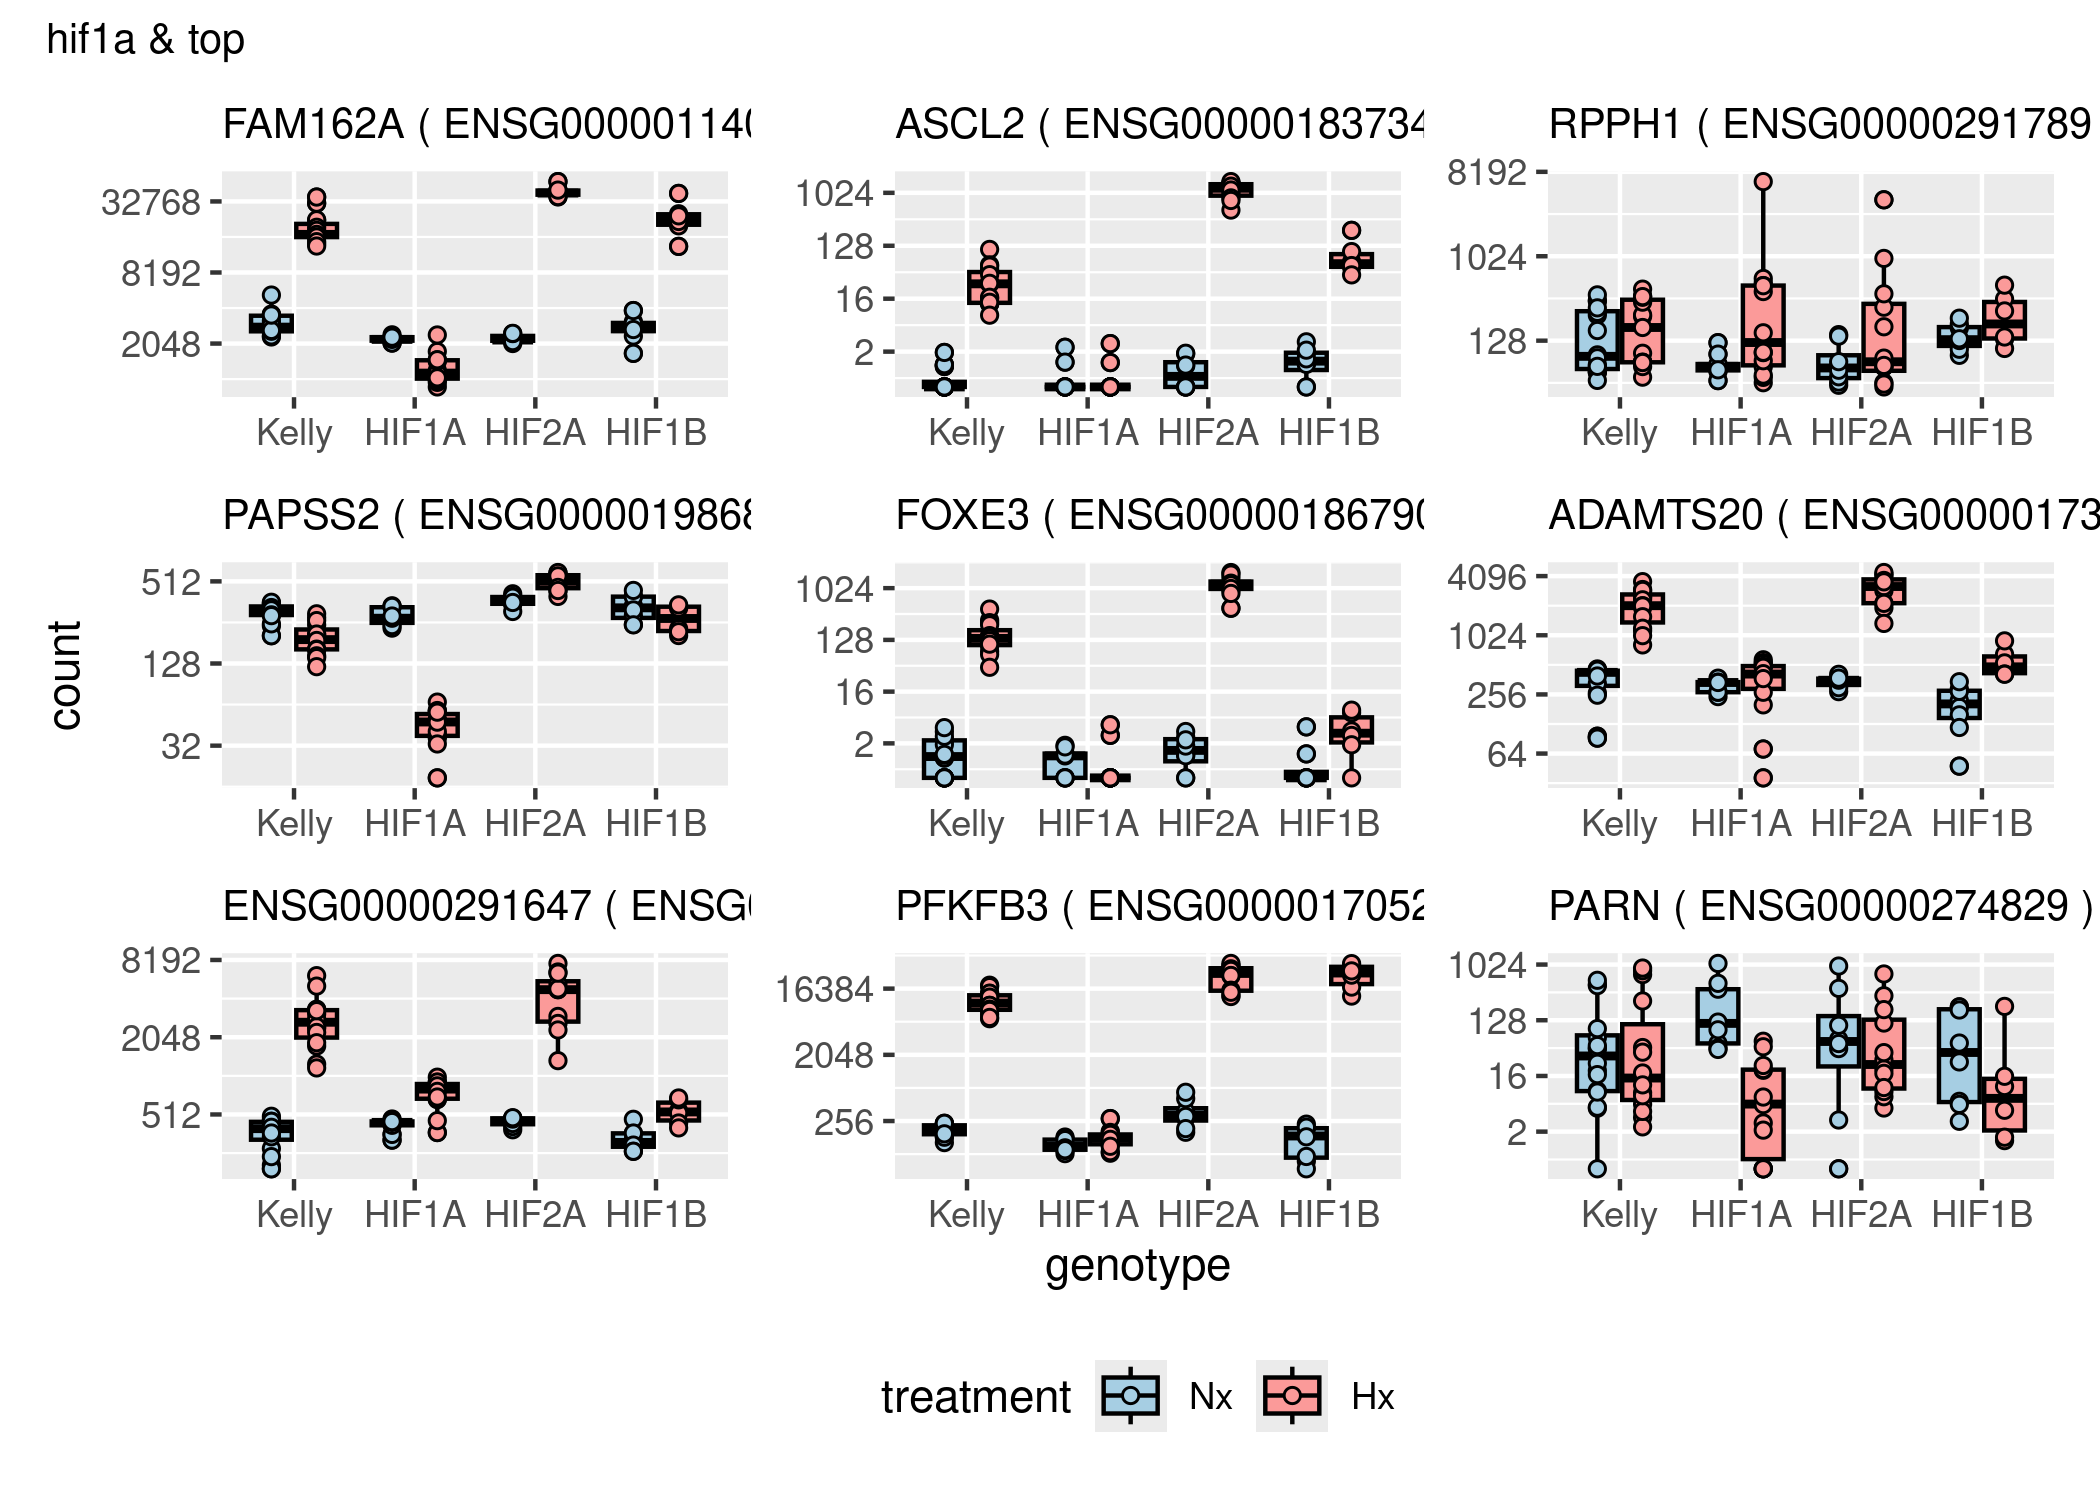 hif1a & top
FAM162A ( ENSG00000114
ASCL2 ( ENSG00000183734
RPPH1 ( ENSG00000291789
32768
8192
2048
1024
128
16
2
8192
1024
128
Kelly HIF1A HIF2A HIF1B
Kelly HIF1A HIF2A HIF1B
Kelly HIF1A HIF2A HIF1B
PAPSS2 ( ENSG0000019868
FOXE3 ( ENSG00000186790
ADAMTS20 ( ENSG00000173
count
512
128
32
1024
128
16
2
4096
1024
256
64
Kelly HIF1A HIF2A HIF1B
Kelly HIF1A HIF2A HIF1B
Kelly HIF1A HIF2A HIF1B
ENSG00000291647 ( ENSG
PFKFB3 ( ENSG0000017052
PARN ( ENSG00000274829 )
8192
2048
512
16384
2048
256
1024
128
16
2
Kelly HIF1A HIF2A HIF1B
Kelly HIF1A HIF2A HIF1B
Kelly HIF1A HIF2A HIF1B
genotype
treatment Nx Hx